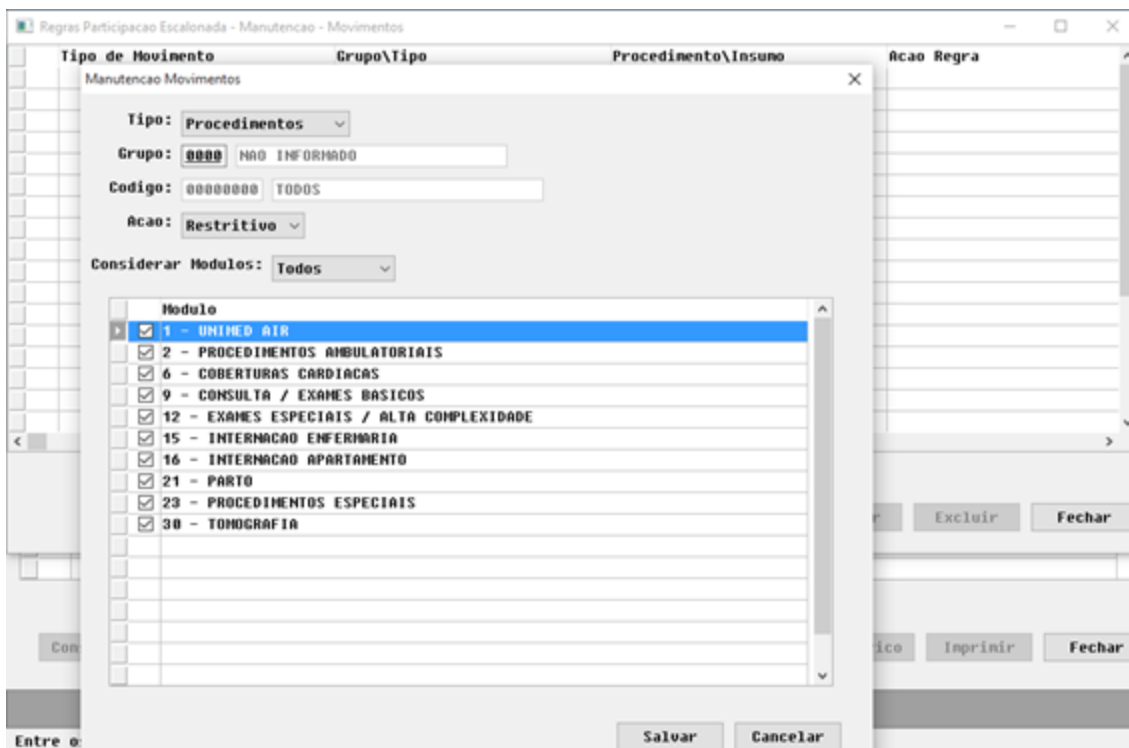 Regras Participacao Escalonada - Manutencao - Movimentos
Tipo de Movimento Grupo\Tipo Procedimento\Insumo Acao Regra
Manutencao Movimentos
Tipo: Procedimentos
Grupo: 0000 NAO INFORMADO
Codigo: 00000000 TODOS
Acao: Restritivo
Considerar Modulos: Todos
Modulo
1 - UNIMED AIR
2 - PROCEDIMENTOS AMBULATORIAIS
6 - COBERTURAS CARDIACAS
9 - CONSULTA / EXAMES BASICOS
12 - EXAMES ESPECIAIS / ALTA COMPLEXIDADE
15 - INTERNACAO ENFERMARIA
16 - INTERNACAO APARTAMENTO
21 - PARTO
23 - PROCEDIMENTOS ESPECIAIS
30 - TOMOGRAFIA
Excluir Fechar
Con ico Imprimir Fechar
Salvar Cancelar
Entre o